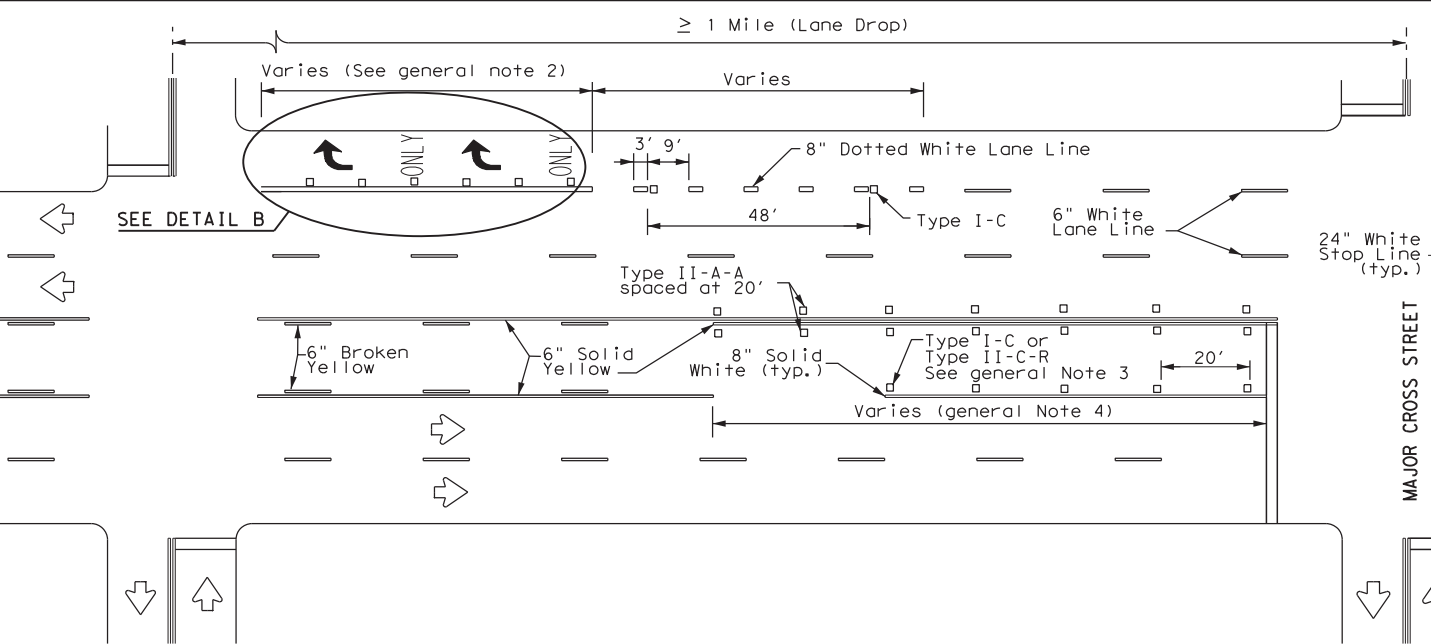 ≥ 1 Mile (Lane Drop)
Varies (See general note 2)
Varies
ONLY
ONLY
3' 9'
8" Dotted White Lane Line
SEE DETAIL B
48'
Type I-C
6" White
Lane Line
24" White
Stop Line
(typ.)
Type II-A-A
spaced at 20'
6" Broken
Yellow
6" Solid
Yellow
8" Solid
White (typ.)
Type I-C or
Type II-C-R
See general Note 3
20'
Varies (general Note 4)
MAJOR CROSS STREET